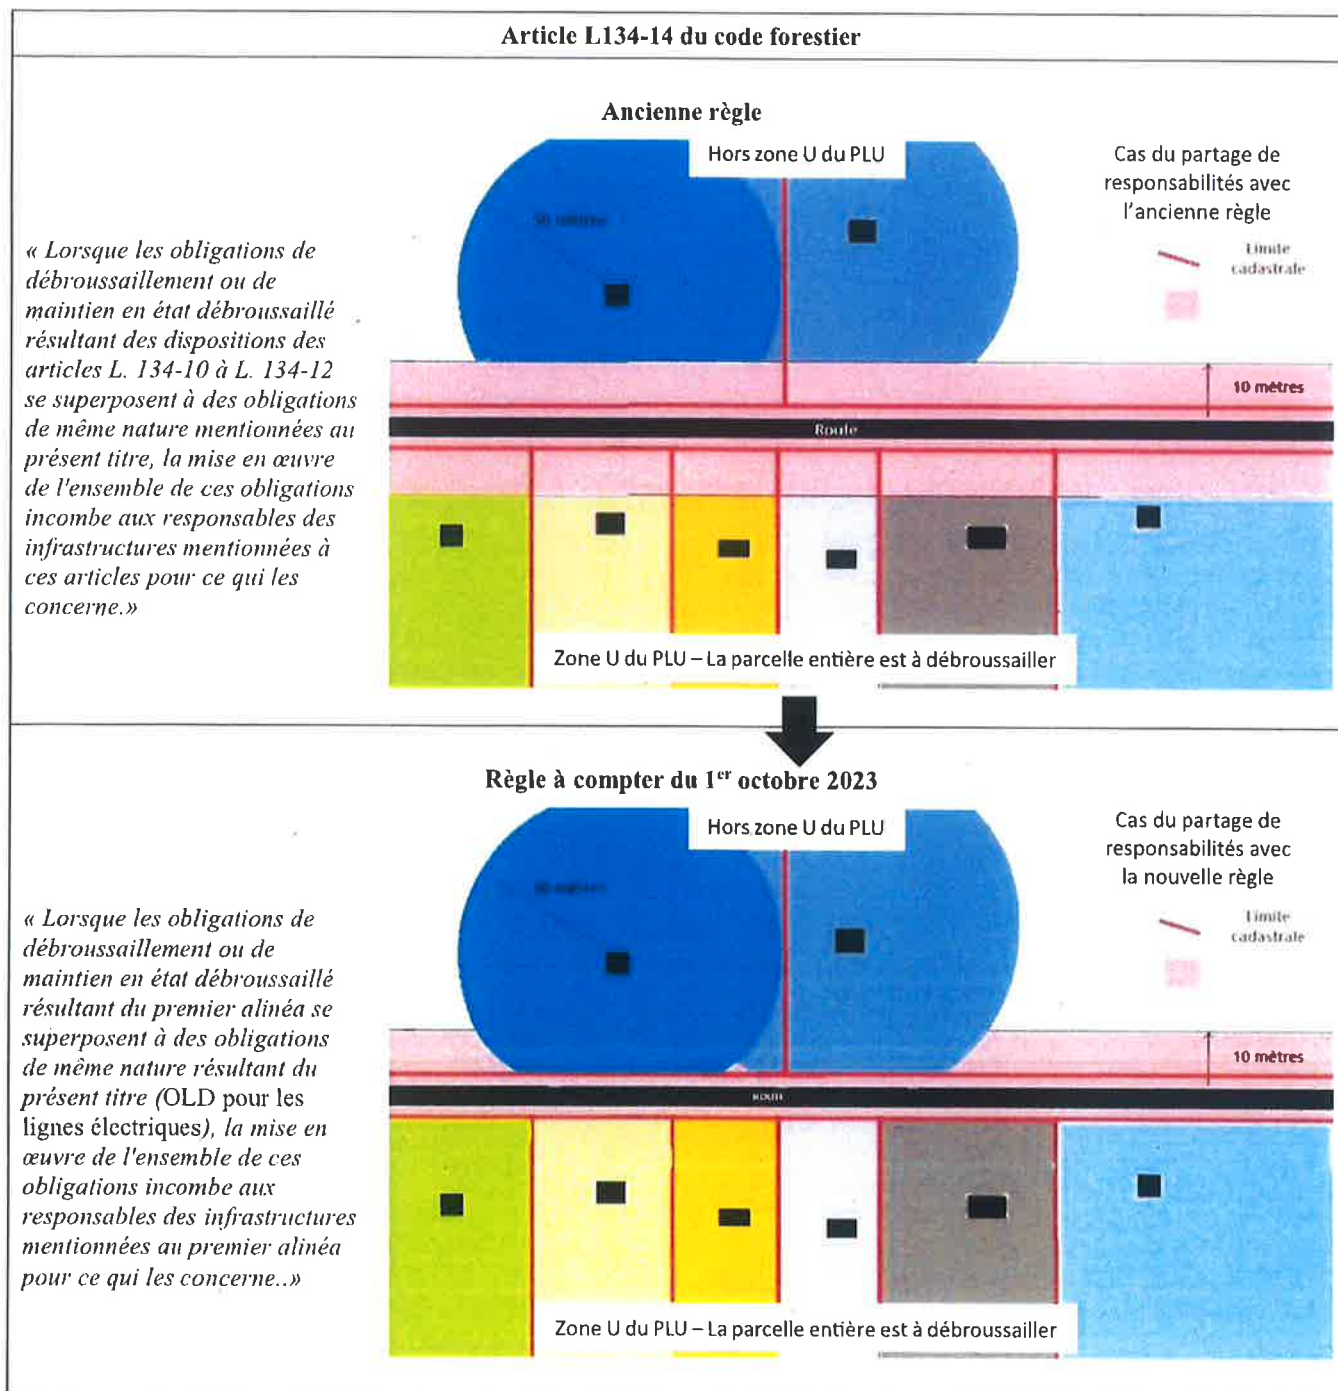 Article L134-14 du code forestier
« Lorsque les obligations de
débroussaillement ou de
maintien en état débroussaillé
résultant des dispositions des
articles L. 134-10 à L. 134-12
se superposent à des obligations
de même nature mentionnées au
présent titre, la mise en œuvre
de l'ensemble de ces obligations
incombe aux responsables des
infrastructures mentionnées à
ces articles pour ce qui les
concerne.»
Ancienne règle
Hors zone U du PLU
50 mètres
Cas du partage de
responsabilités avec
l'ancienne règle
Limite
cadastrale
10 mètres
Route
Zone U du PLU – La parcelle entière est à débroussailler
Règle à compter du 1er octobre 2023
« Lorsque les obligations de
débroussaillement ou de
maintien en état débroussaillé
résultant du premier alinéa se
superposent à des obligations
de même nature résultant du
présent titre (OLD pour les
lignes électriques), la mise en
œuvre de l'ensemble de ces
obligations incombe aux
responsables des infrastructures
mentionnées au premier alinéa
pour ce qui les concerne..»
Hors zone U du PLU
50 mètres
Cas du partage de
responsabilités avec
la nouvelle règle
Limite
cadastrale
10 mètres
Route
Zone U du PLU – La parcelle entière est à débroussailler